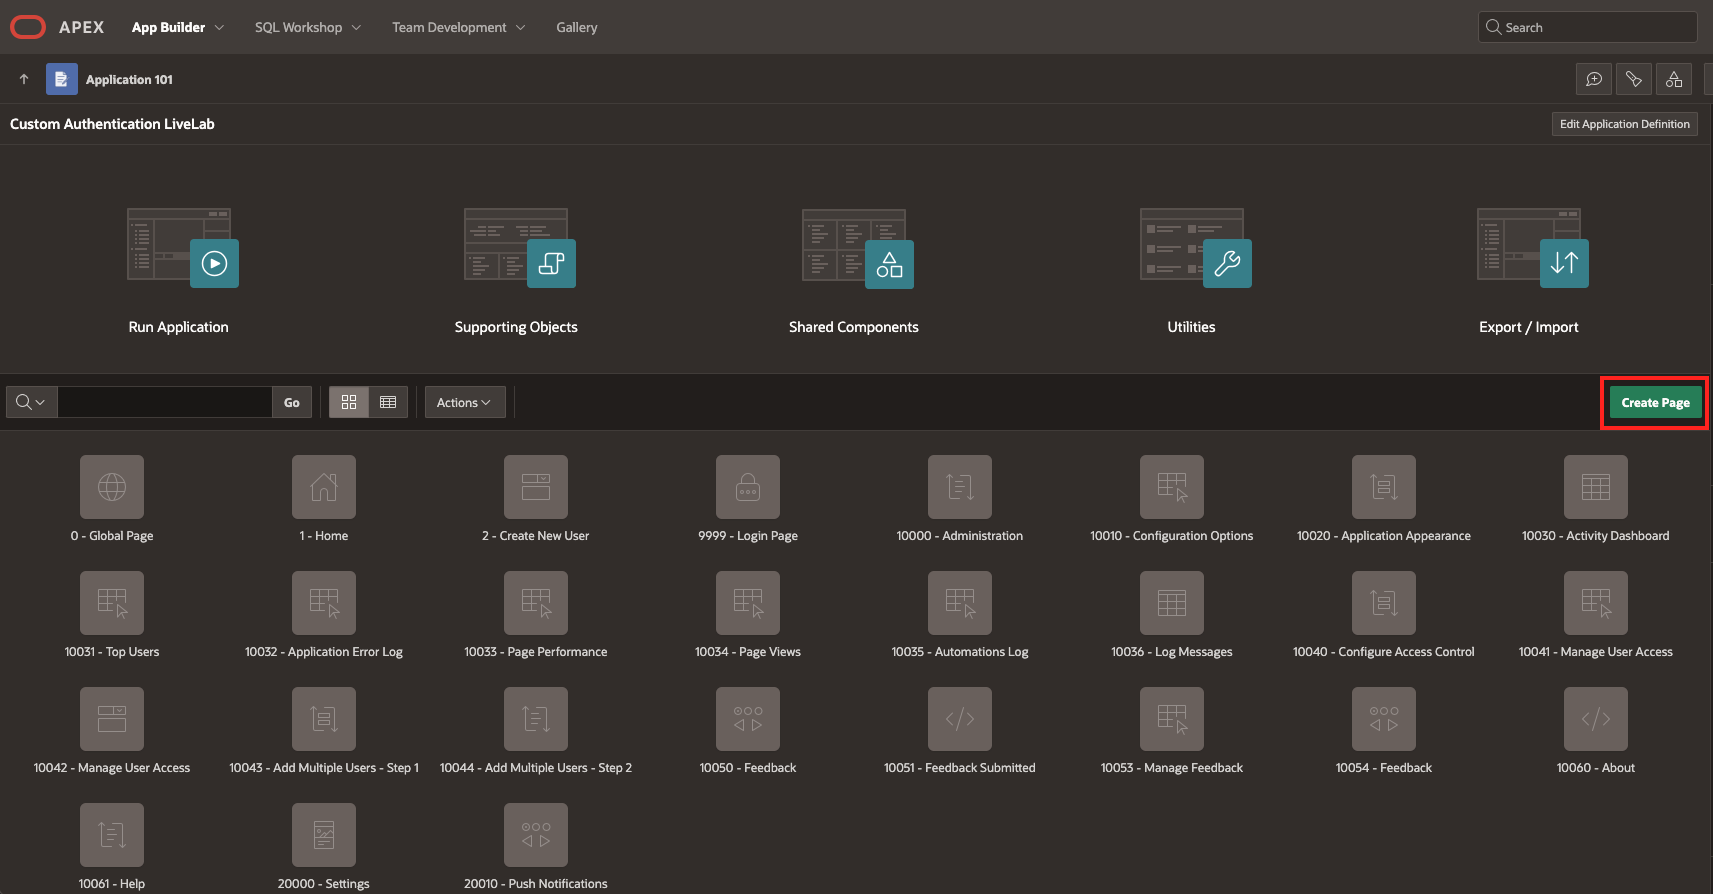 APEX App Builder SQL Workshop Team Development Gallery Search
Application 101
Custom Authentication LiveLab Edit Application Definition
Run Application Supporting Objects Shared Components Utilities Export / Import
Go Actions Create Page
0 - Global Page 1 - Home 2 - Create New User 9999 - Login Page 10000 - Administration 10010 - Configuration Options 10020 - Application Appearance 10030 - Activity Dashboard
10031 - Top Users 10032 - Application Error Log 10033 - Page Performance 10034 - Page Views 10035 - Automations Log 10036 - Log Messages 10040 - Configure Access Control 10041 - Manage User Access
10042 - Manage User Access 10043 - Add Multiple Users - Step 1 10044 - Add Multiple Users - Step 2 10050 - Feedback 10051 - Feedback Submitted 10053 - Manage Feedback 10054 - Feedback 10060 - About
10061 - Help 20000 - Settings 20010 - Push Notifications